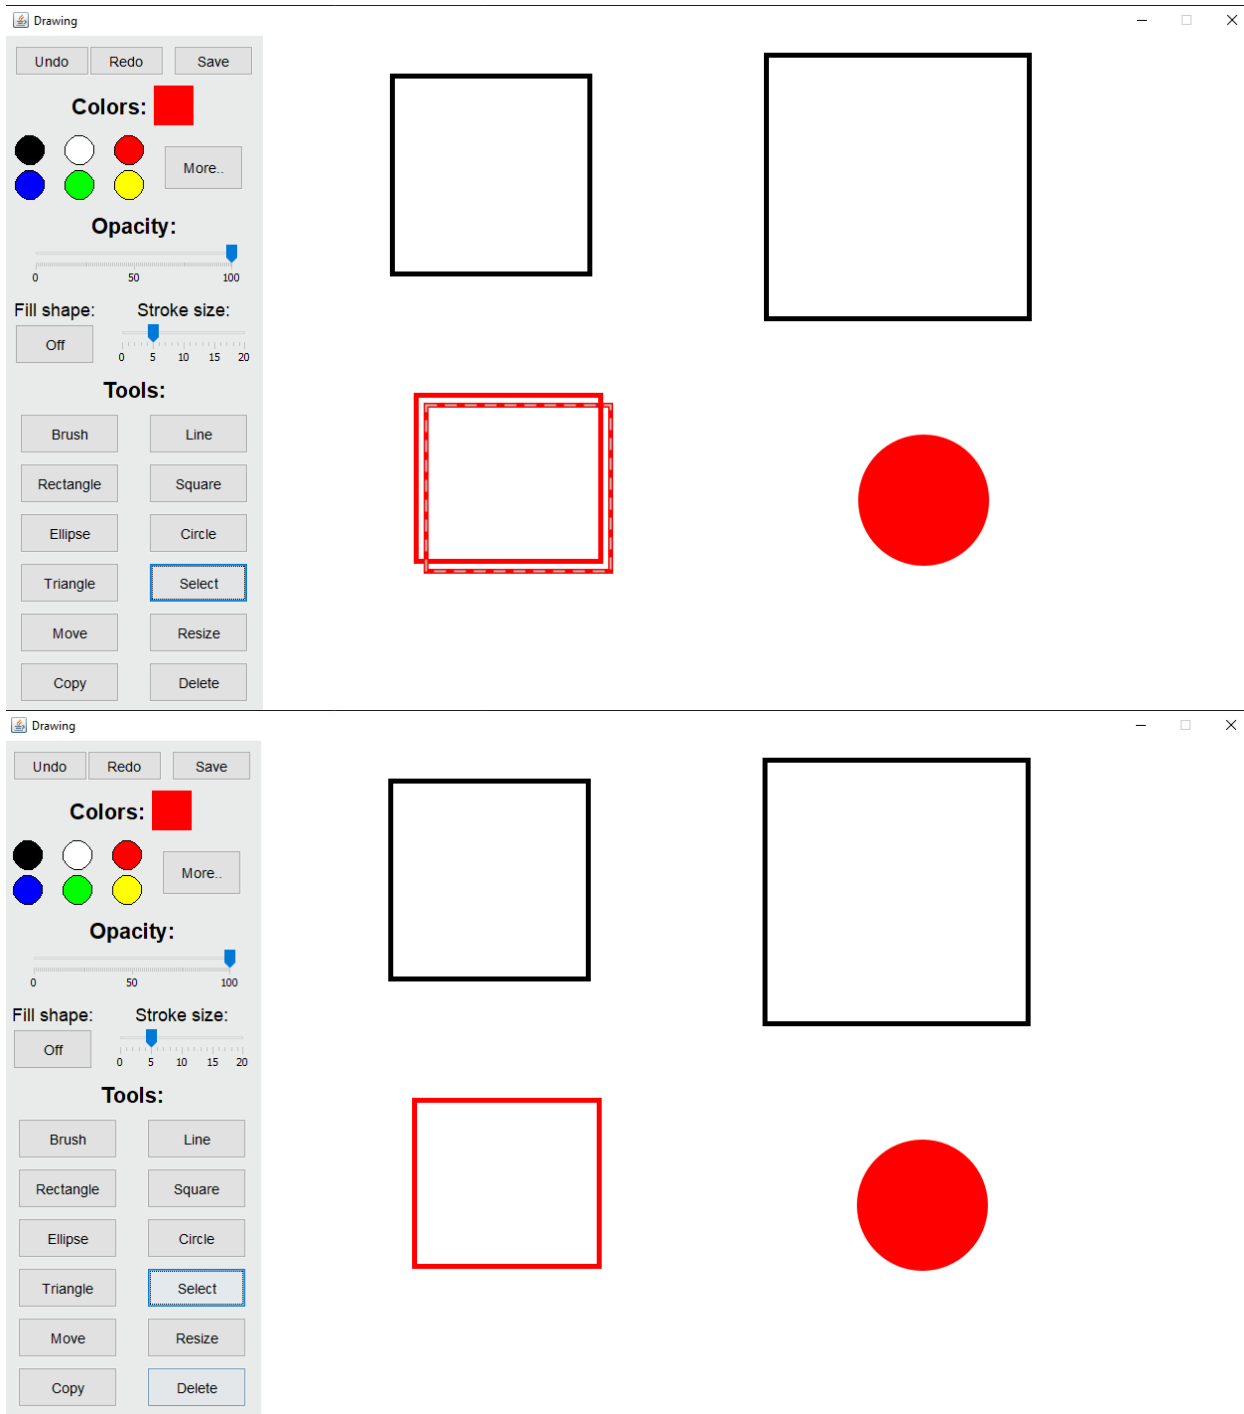 Drawing
Undo Redo Save
Colors:
More..
Opacity:
0 50 100
Fill shape: Stroke size:
Off
0 5 10 15 20
Tools:
Brush Line
Rectangle Square
Ellipse Circle
Triangle Select
Move Resize
Copy Delete
Drawing
Undo Redo Save
Colors:
More..
Opacity:
0 50 100
Fill shape: Stroke size:
Off
0 5 10 15 20
Tools:
Brush Line
Rectangle Square
Ellipse Circle
Triangle Select
Move Resize
Copy Delete